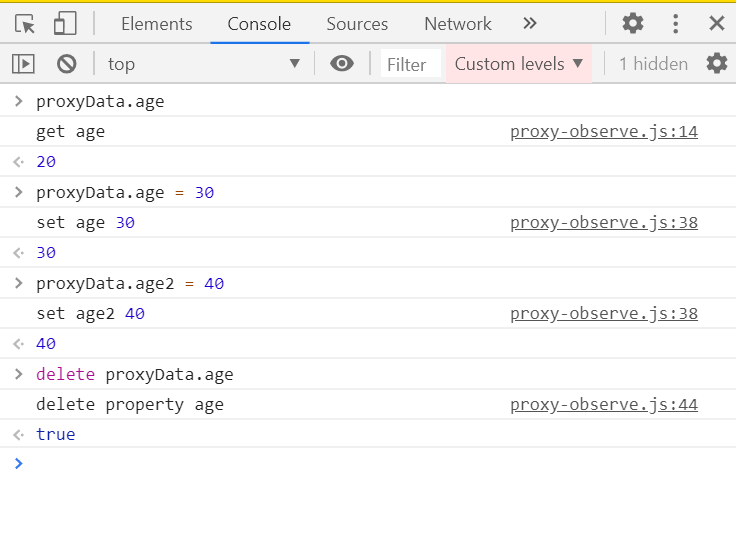 Elements Console Sources Network
top Filter Custom levels 1 hidden
proxyData.age
get age proxy-observe.js:14
20
proxyData.age = 30
set age 30 proxy-observe.js:38
30
proxyData.age2 = 40
set age2 40 proxy-observe.js:38
40
delete proxyData.age
delete property age proxy-observe.js:44
true